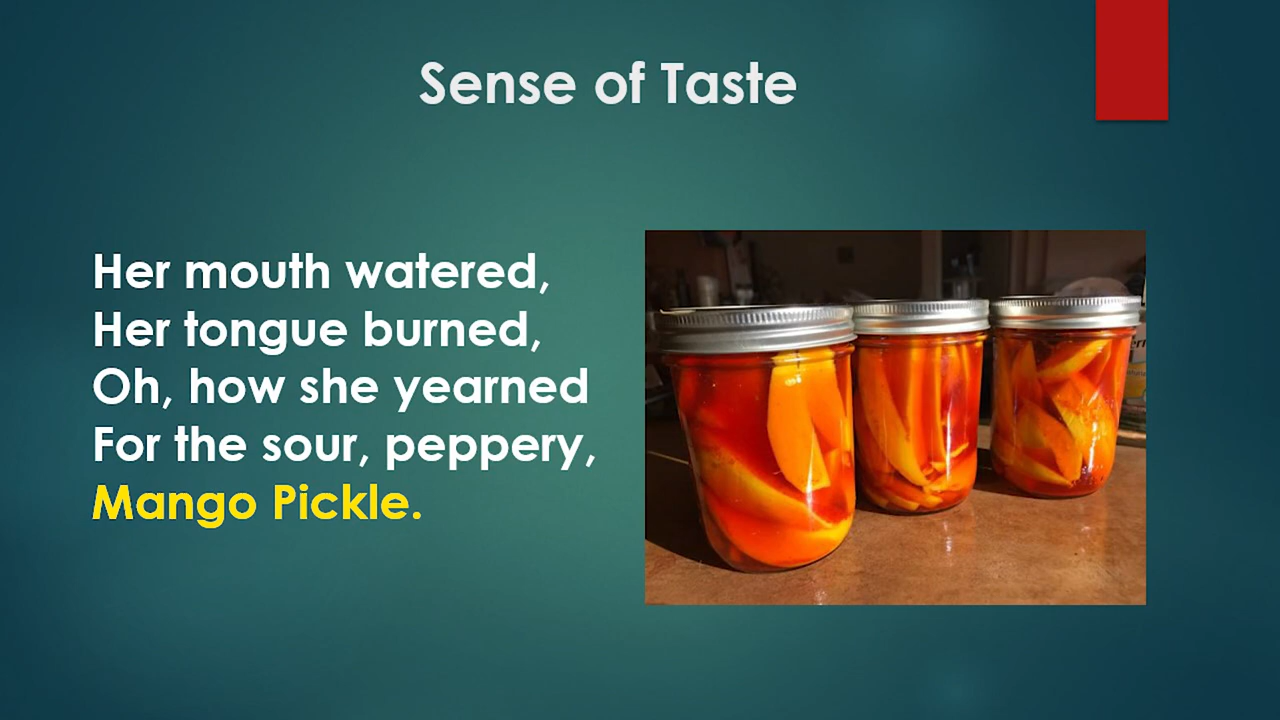 Sense of Taste
Her mouth watered,
Her tongue burned,
Oh, how she yearned
For the sour, peppery,
Mango Pickle.